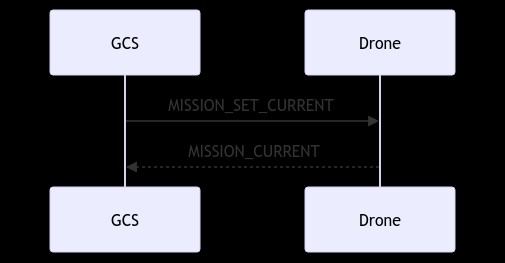 GCS
Drone
MISSION_SET_CURRENT
MISSION_CURRENT
GCS
Drone